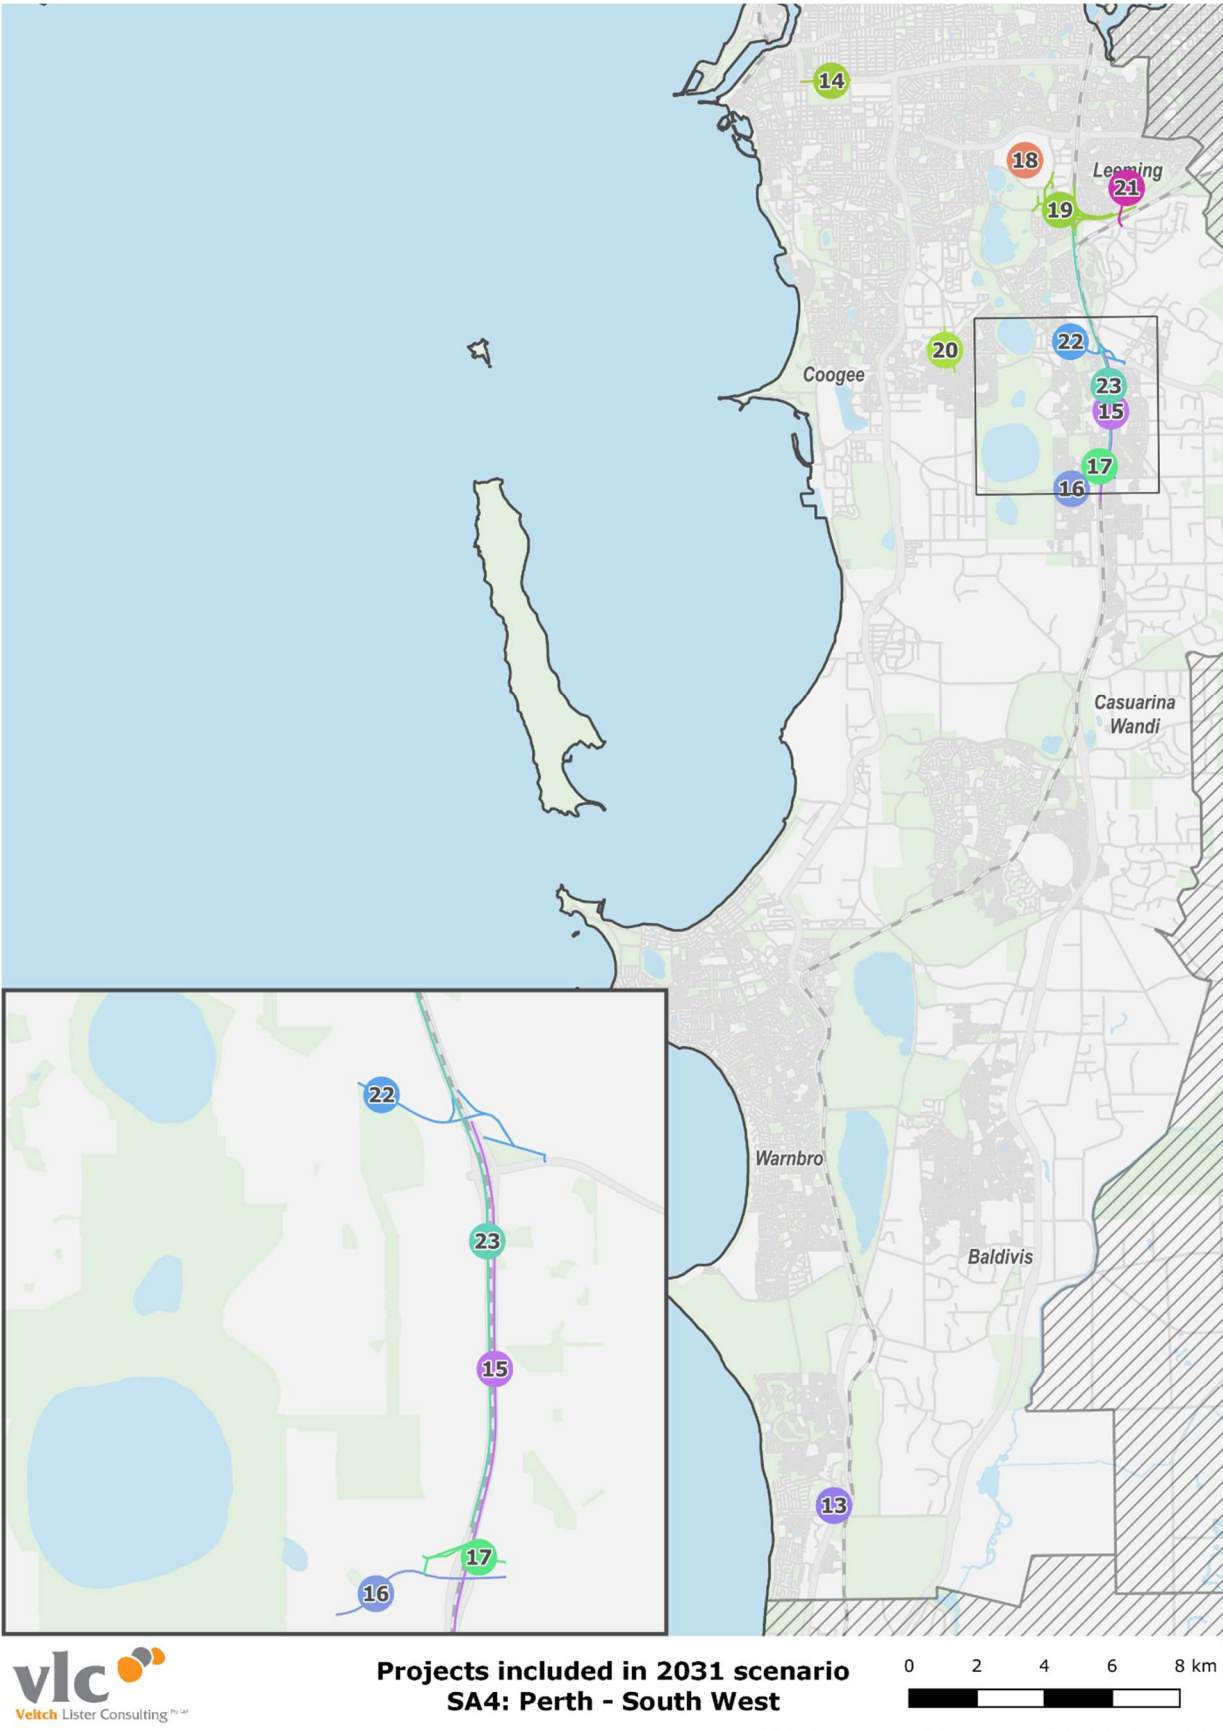 14
18
Leeming
21
19
22
20
Coogee
23
15
17
16
Casuarina
Wandi
22
23
Warnbro
Baldivis
15
13
17
16
vlc
Veitch Lister Consulting Pty Ltd
Projects included in 2031 scenario
SA4: Perth - South West
0 2 4 6 8 km